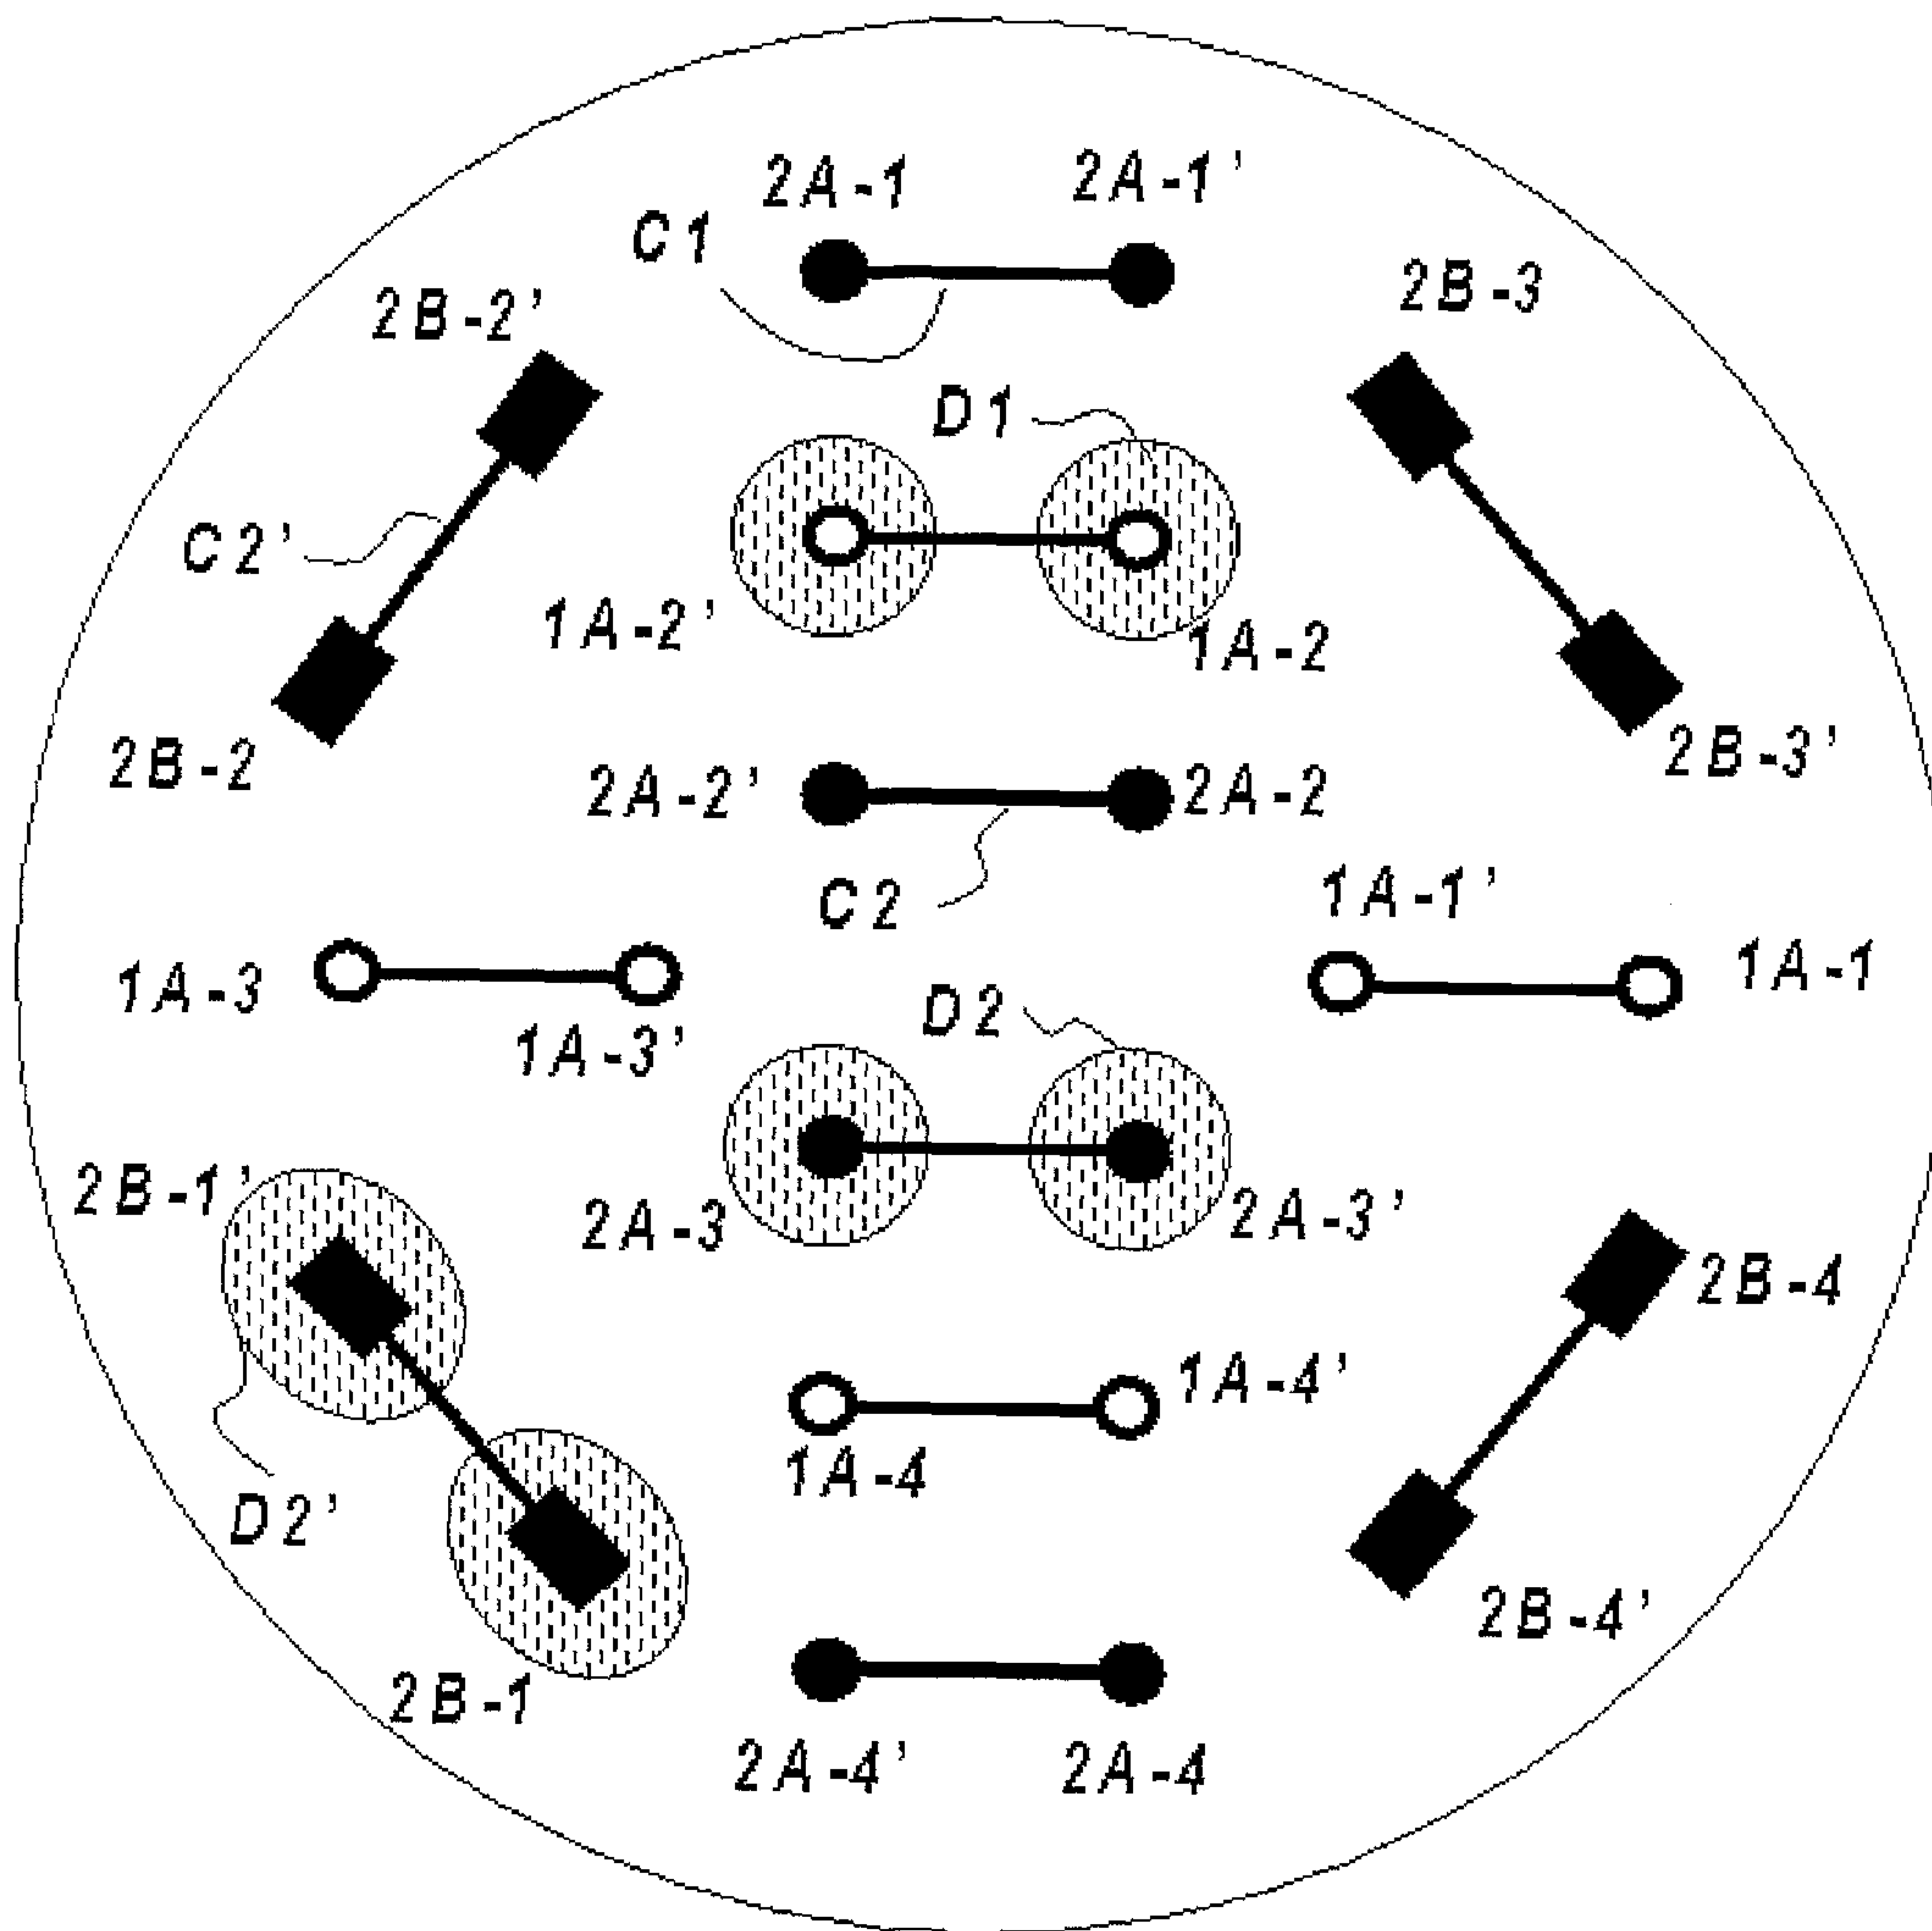 2A-1 2A-1'
C1
2B-2' 2B-3
D1
C2'
1A-2' 1A-2
2B-2 2A-2' 2A-2 2B-3'
C2 1A-1'
1A-3 1A-1
D2
1A-3'
2B-1' 2A-3 2A-3'
2B-4
1A-4'
1A-4
D2'
2B-4'
2B-1
2A-4' 2A-4